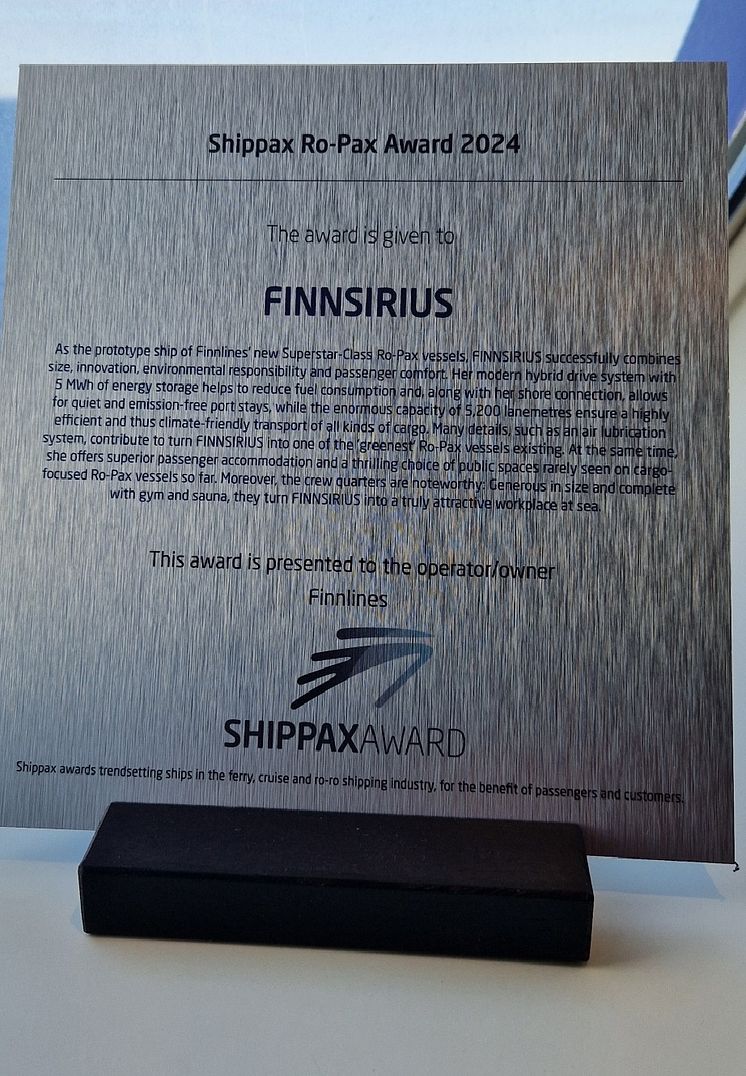 Shippax Ro-Pax Award 2024
The award is given to
FINNSIRIUS
As the prototype ship of Finnlines' new Superstar-Class Ro-Pax vessels, FINNSIRIUS successfully combines
size, innovation, environmental responsibility and passenger comfort. Her modern hybrid drive system with
5 MWh of energy storage helps to reduce fuel consumption and, along with her shore connection, allows
for quiet and emission-free port stays, while the enormous capacity of 5,200 lanemetres ensure a highly
efficient and thus climate-friendly transport of all kinds of cargo. Many details, such as an air lubrication
system, contribute to turn FINNSIRIUS into one of the 'greenest' Ro-Pax vessels existing. At the same time,
she offers superior passenger accommodation and a thrilling choice of public spaces rarely seen on cargo-
focused Ro-Pax vessels so far. Moreover, the crew quarters are noteworthy: Generous in size and complete
with gym and sauna, they turn FINNSIRIUS into a truly attractive workplace at sea.
This award is presented to the operator/owner
Finnlines
SHIPPAXAWARD
Shippax awards trendsetting ships in the ferry, cruise and ro-ro shipping industry, for the benefit of passengers and customers.